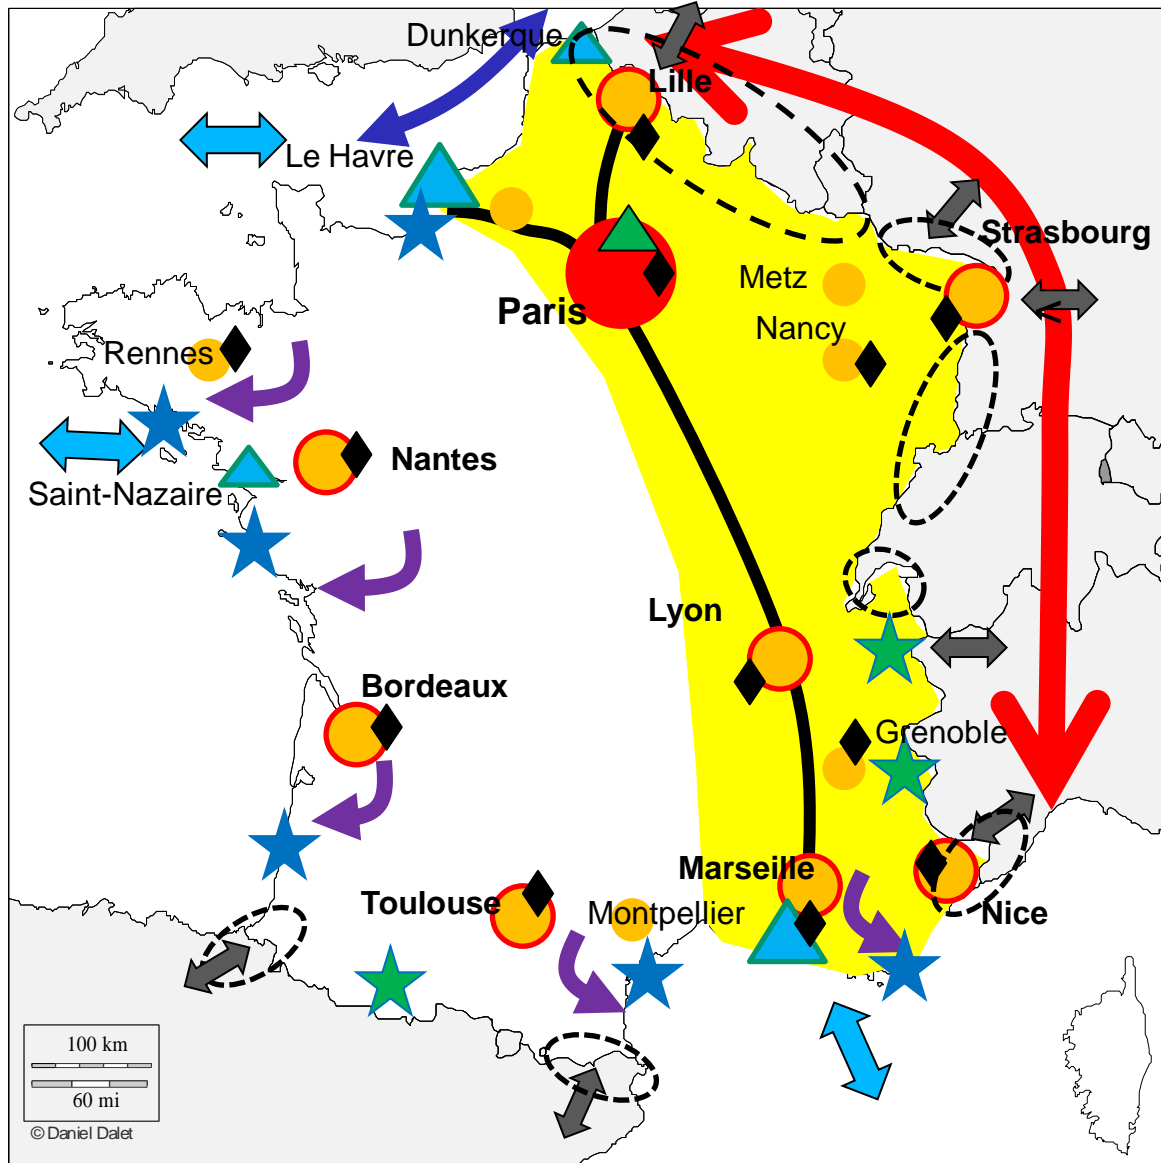 Dunkerque
Lille
Le Havre
Strasbourg
Metz
Paris
Nancy
Rennes
Nantes
Saint-Nazaire
Lyon
Bordeaux
Grenoble
Marseille
Toulouse
Montpellier
Nice
100 km
60 mi
© Daniel Dalet